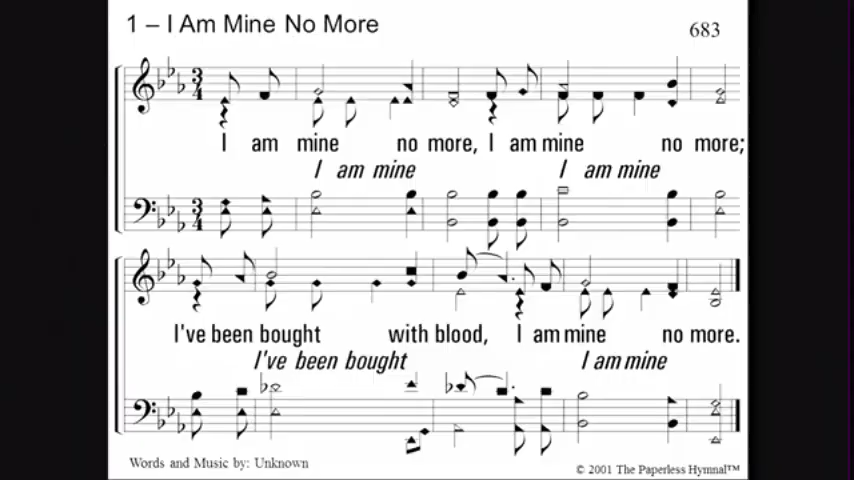 1 – I Am Mine No More
683
I am mine no more, I am mine no more;
I am mine I am mine
I've been bought with blood, I am mine no more.
I've been bought I am mine
Words and Music by: Unknown
© 2001 The Paperless Hymnal™